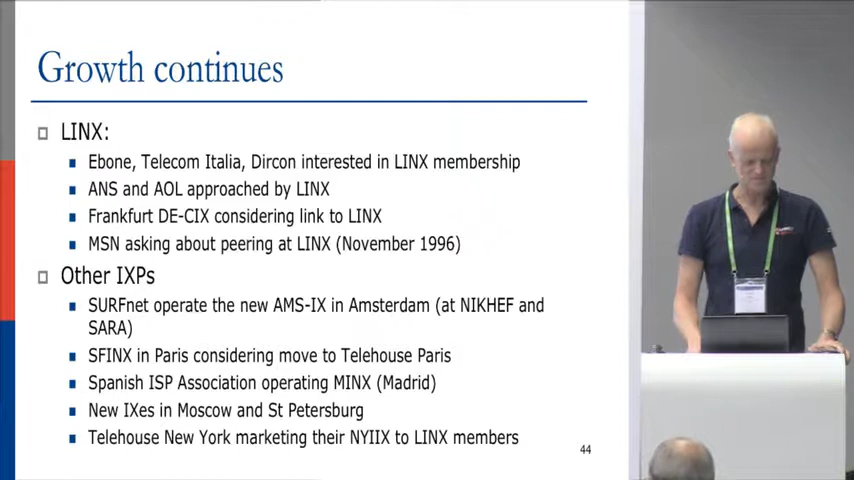 Growth continues
LINX:
Ebone, Telecom Italia, Dircon interested in LINX membership
ANS and AOL approached by LINX
Frankfurt DE-CIX considering link to LINX
MSN asking about peering at LINX (November 1996)
Other IXPs
SURFnet operate the new AMS-IX in Amsterdam (at NIKHEF and
SARA)
SFINX in Paris considering move to Telehouse Paris
Spanish ISP Association operating MINX (Madrid)
New IXes in Moscow and St Petersburg
Telehouse New York marketing their NYIIX to LINX members
44